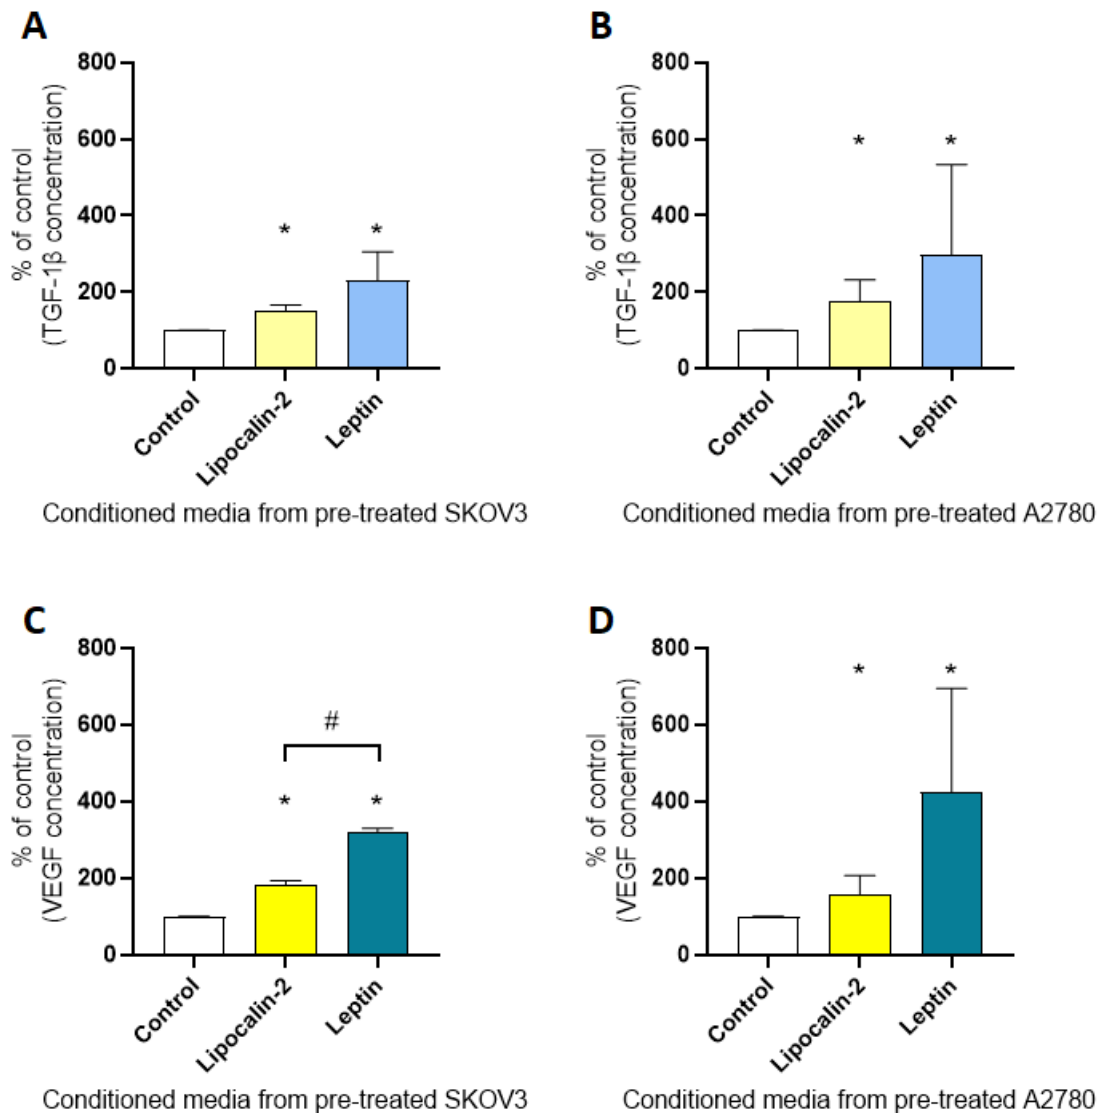 A
% of control
(TGF-1β concentration)
800
600
400
200
0
* *
Control
Lipocalin-2
Leptin
Conditioned media from pre-treated SKOV3
B
% of control
(TGF-1β concentration)
800
600
400
200
0
* *
Control
Lipocalin-2
Leptin
Conditioned media from pre-treated A2780
C
% of control
(VEGF concentration)
800
600
400
200
0
#
* *
Control
Lipocalin-2
Leptin
Conditioned media from pre-treated SKOV3
D
% of control
(VEGF concentration)
800
600
400
200
0
* *
Control
Lipocalin-2
Leptin
Conditioned media from pre-treated A2780